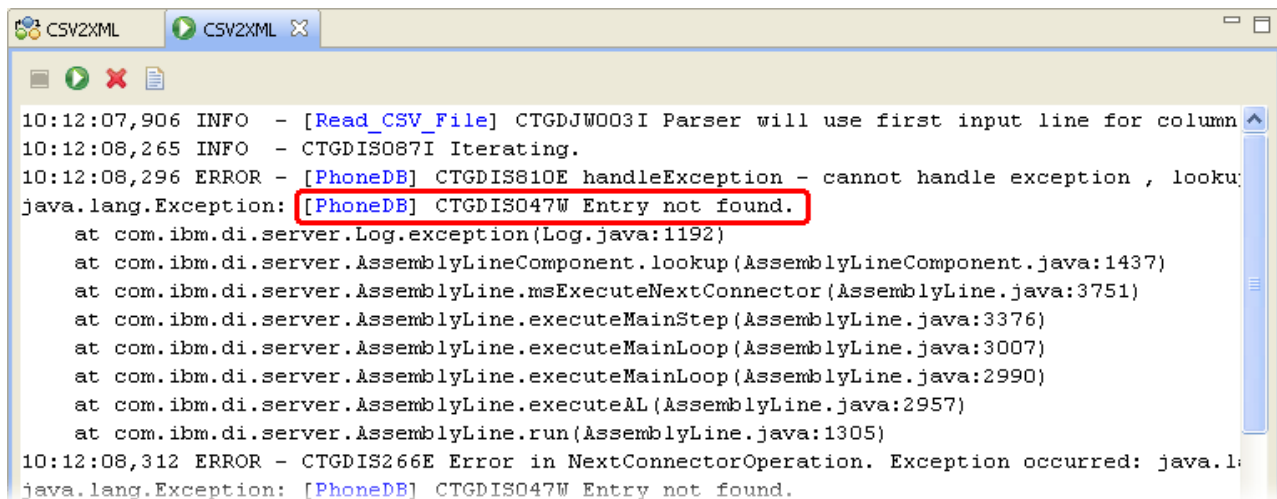 CSV2XML
CSV2XML
10:12:07,906 INFO - [Read_CSV_File] CTGDJW003I Parser will use first input line for column
10:12:08,265 INFO - CTGDIS087I Iterating.
10:12:08,296 ERROR - [PhoneDB] CTGDIS810E handleException - cannot handle exception , looku
java.lang.Exception: [PhoneDB] CTGDIS047W Entry not found.
at com.ibm.di.server.Log.exception(Log.java:1192)
at com.ibm.di.server.AssemblyLineComponent.lookup(AssemblyLineComponent.java:1437)
at com.ibm.di.server.AssemblyLine.msExecuteNextConnector(AssemblyLine.java:3751)
at com.ibm.di.server.AssemblyLine.executeMainStep(AssemblyLine.java:3376)
at com.ibm.di.server.AssemblyLine.executeMainLoop(AssemblyLine.java:3007)
at com.ibm.di.server.AssemblyLine.executeMainLoop(AssemblyLine.java:2990)
at com.ibm.di.server.AssemblyLine.executeAL(AssemblyLine.java:2957)
at com.ibm.di.server.AssemblyLine.run(AssemblyLine.java:1305)
10:12:08,312 ERROR - CTGDIS266E Error in NextConnectorOperation. Exception occurred: java.l
java.lang.Exception: [PhoneDB] CTGDIS047W Entry not found.